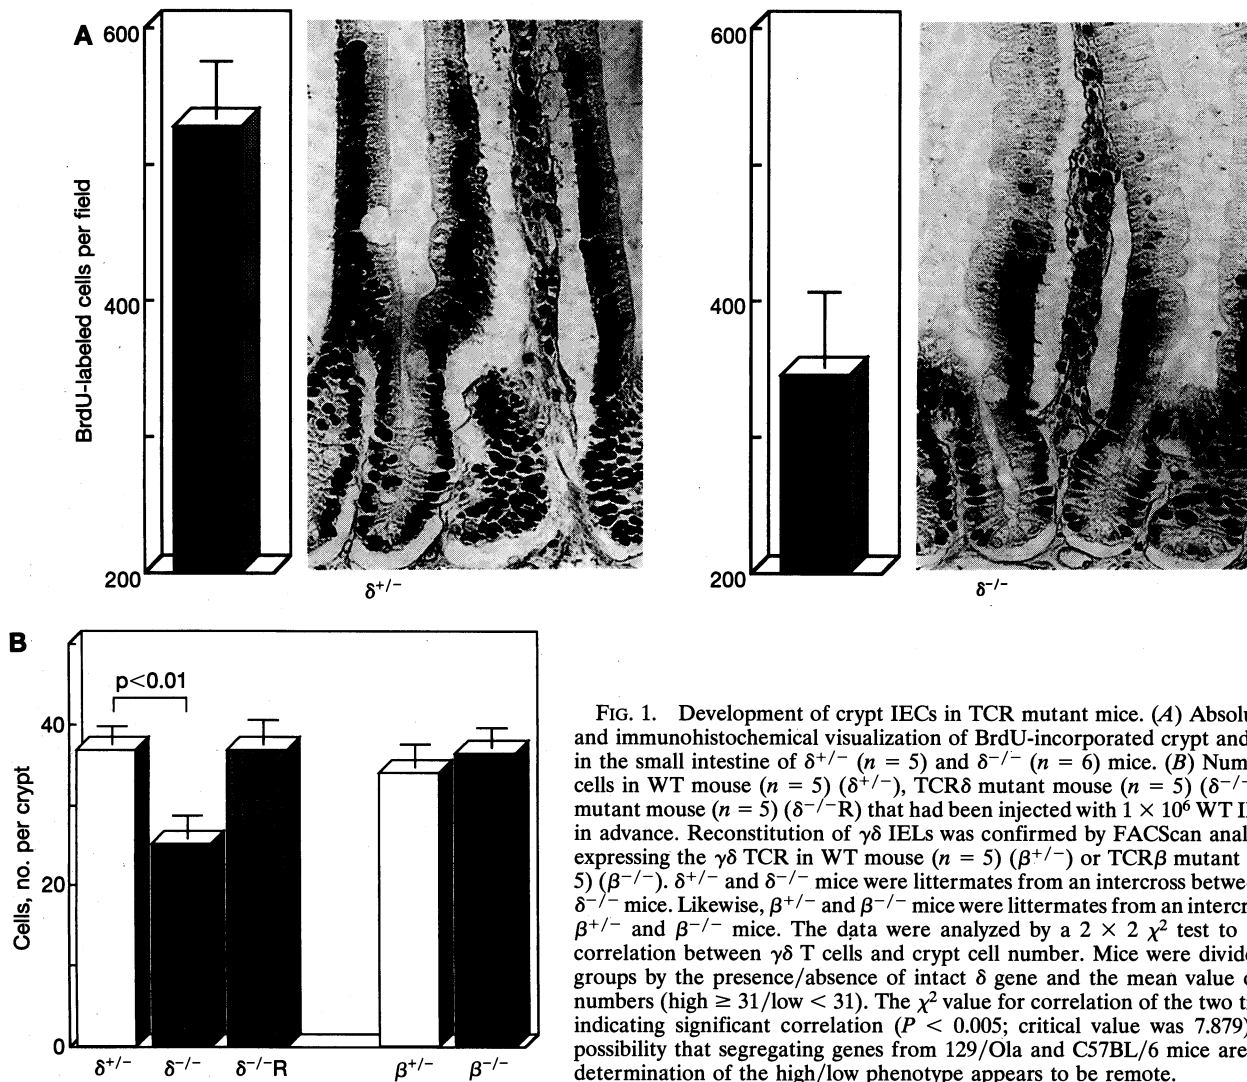 A
600
400
200
BrdU-labeled cells per field
δ+/−
600
400
200
δ−/−
B
p<0.01
40
20
0
Cells, no. per crypt
δ+/− δ−/− δ−/−R β+/− β−/−
FIG. 1. Development of crypt IECs in TCR mutant mice. (A)
and immunohistochemical visualization of BrdU-incorporated crypt and
in the small intestine of δ+/− (n = 5) and δ−/− (n = 6) mice. (B)
cells in WT mouse (n = 5) (δ+/−), TCRδ mutant mouse (n = 5) (δ−/−
mutant mouse (n = 5) (δ−/−R) that had been injected with 1 × 10⁶ WT
in advance. Reconstitution of γδ IELs was confirmed by FACScan
expressing the γδ TCR in WT mouse (n = 5) (β+/−) or TCRβ mutant
5) (β−/−). δ+/− and δ−/− mice were littermates from an intercross
δ−/− mice. Likewise, β+/− and β−/− mice were littermates from an
β+/− and β−/− mice. The data were analyzed by a 2 × 2 χ² test to
correlation between γδ T cells and crypt cell number. Mice were
groups by the presence/absence of intact δ gene and the mean value
numbers (high ≥ 31/low < 31). The χ² value for correlation of the two
indicating significant correlation (P < 0.005; critical value was 7.879)
possibility that segregating genes from 129/Ola and C57BL/6 mice are
determination of the high/low phenotype appears to be remote.